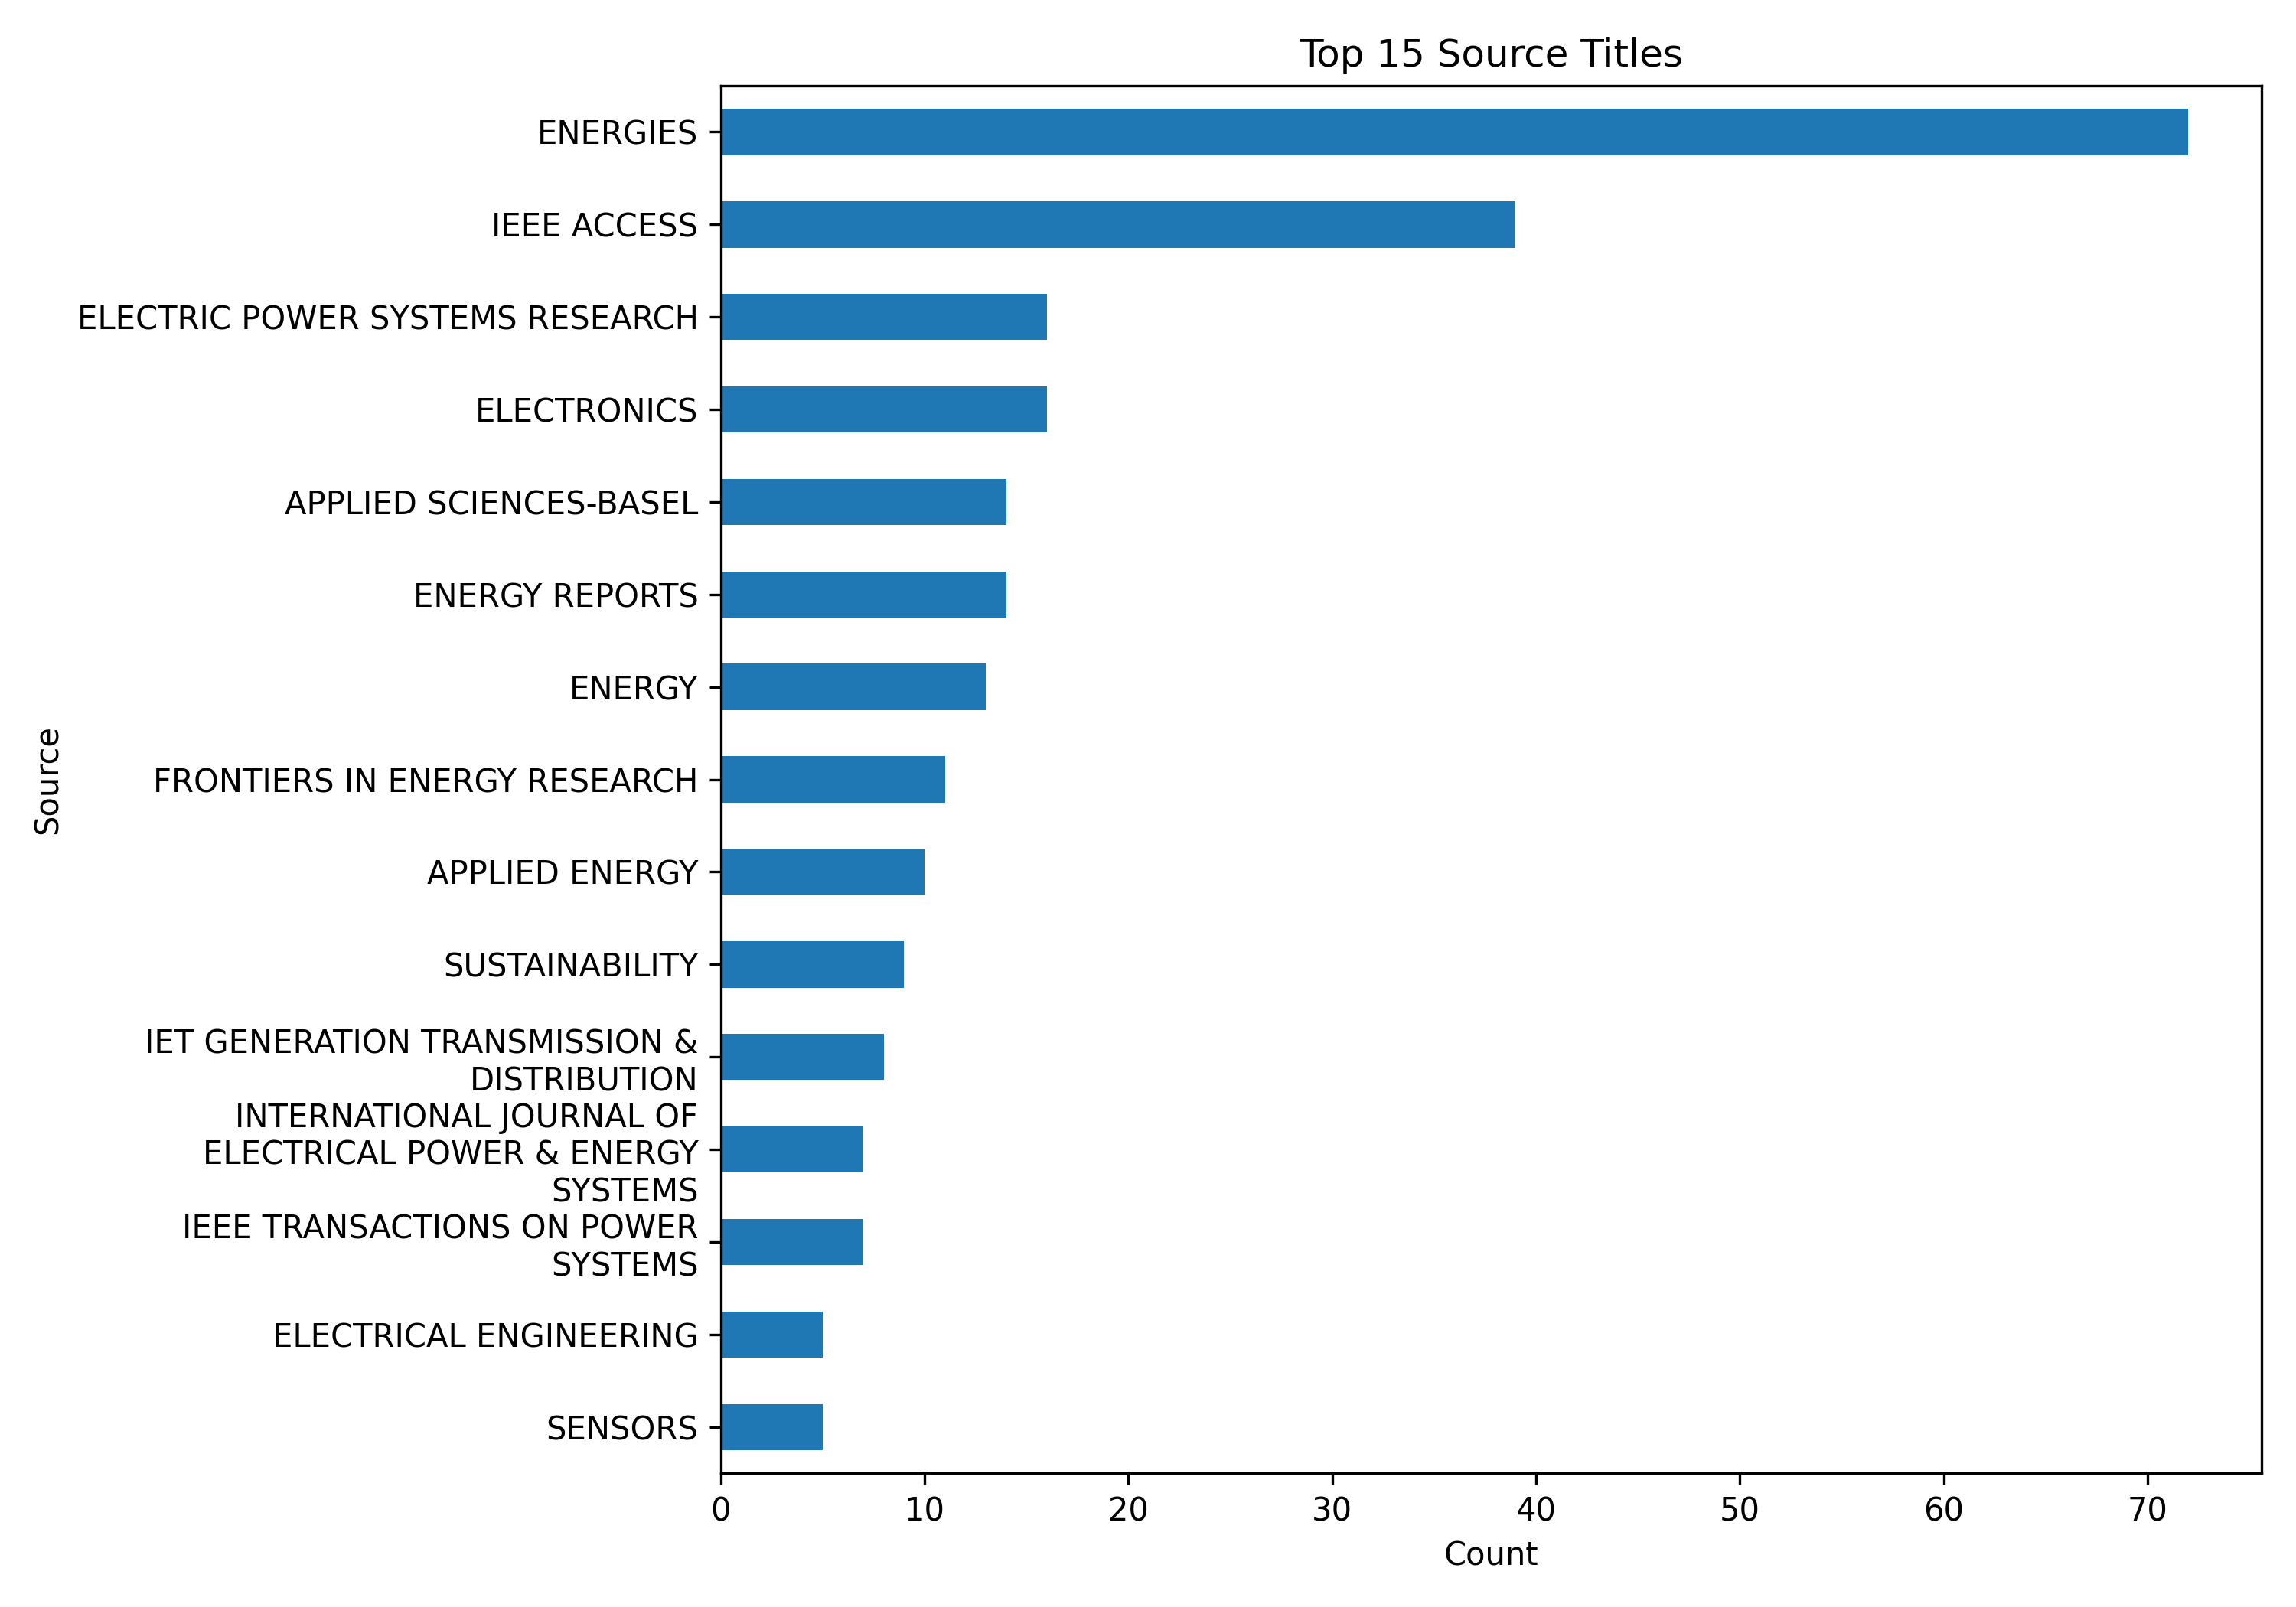 Top 15 Source Titles
ENERGIES
IEEE ACCESS
ELECTRIC POWER SYSTEMS RESEARCH
ELECTRONICS
APPLIED SCIENCES-BASEL
ENERGY REPORTS
ENERGY
FRONTIERS IN ENERGY RESEARCH
APPLIED ENERGY
SUSTAINABILITY
IET GENERATION TRANSMISSION &
DISTRIBUTION
INTERNATIONAL JOURNAL OF
ELECTRICAL POWER & ENERGY
SYSTEMS
IEEE TRANSACTIONS ON POWER
SYSTEMS
ELECTRICAL ENGINEERING
SENSORS
Source
0 10 20 30 40 50 60 70
Count